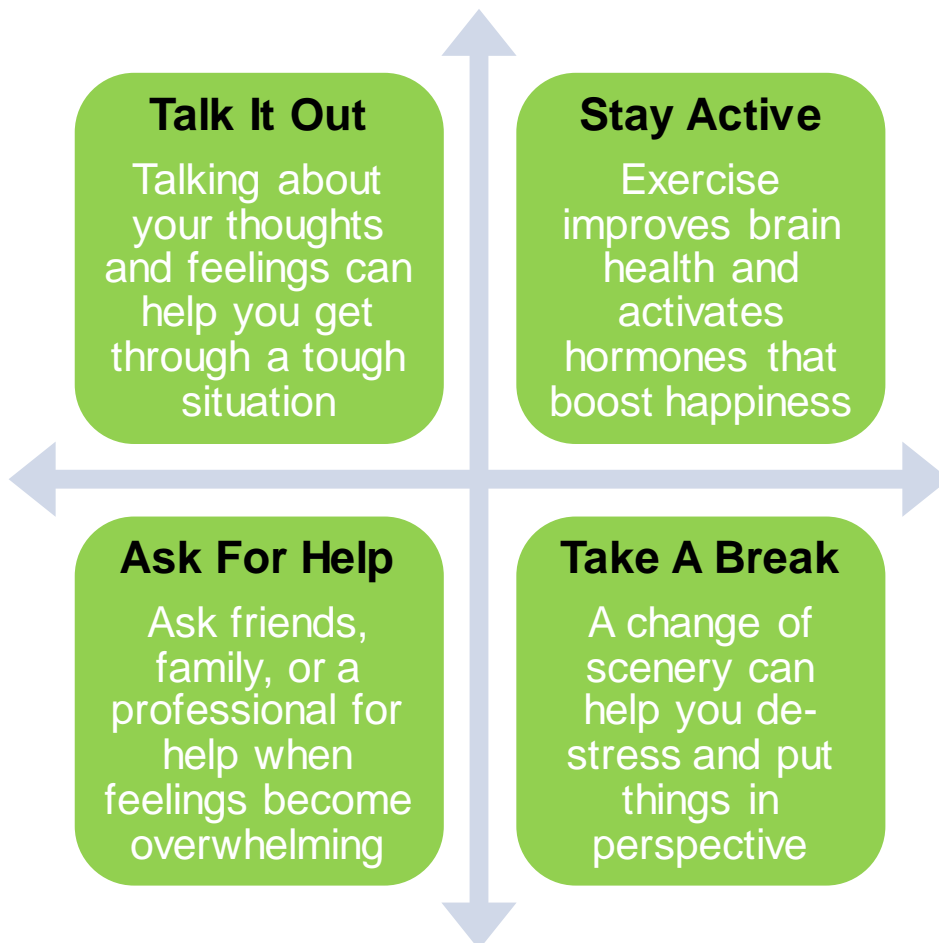 Talk It Out
Talking about
your thoughts
and feelings can
help you get
through a tough
situation
Stay Active
Exercise
improves brain
health and
activates
hormones that
boost happiness
Ask For Help
Ask friends,
family, or a
professional for
help when
feelings become
overwhelming
Take A Break
A change of
scenery can
help you de-
stress and put
things in
perspective